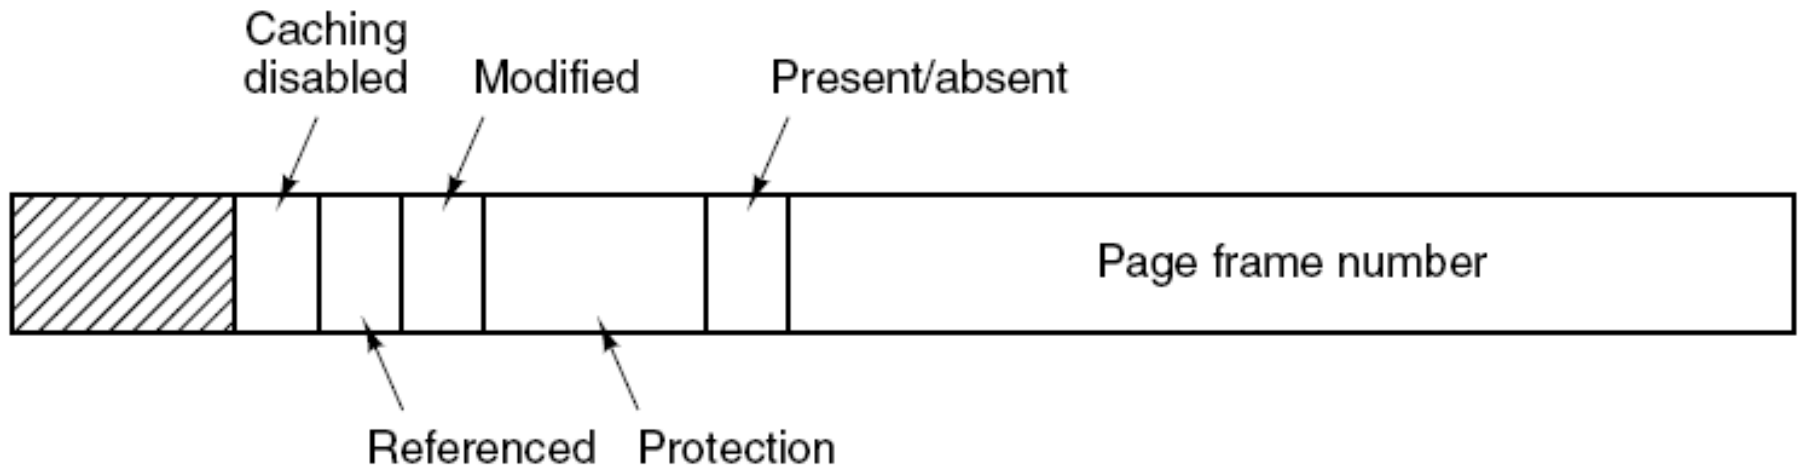 Caching
disabled
Modified
Present/absent
Page frame number
Referenced
Protection